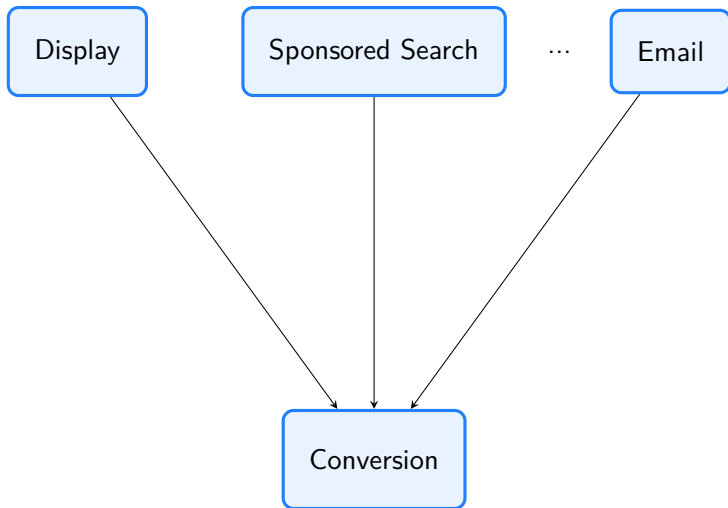 Display
Sponsored Search
...
Email
Conversion